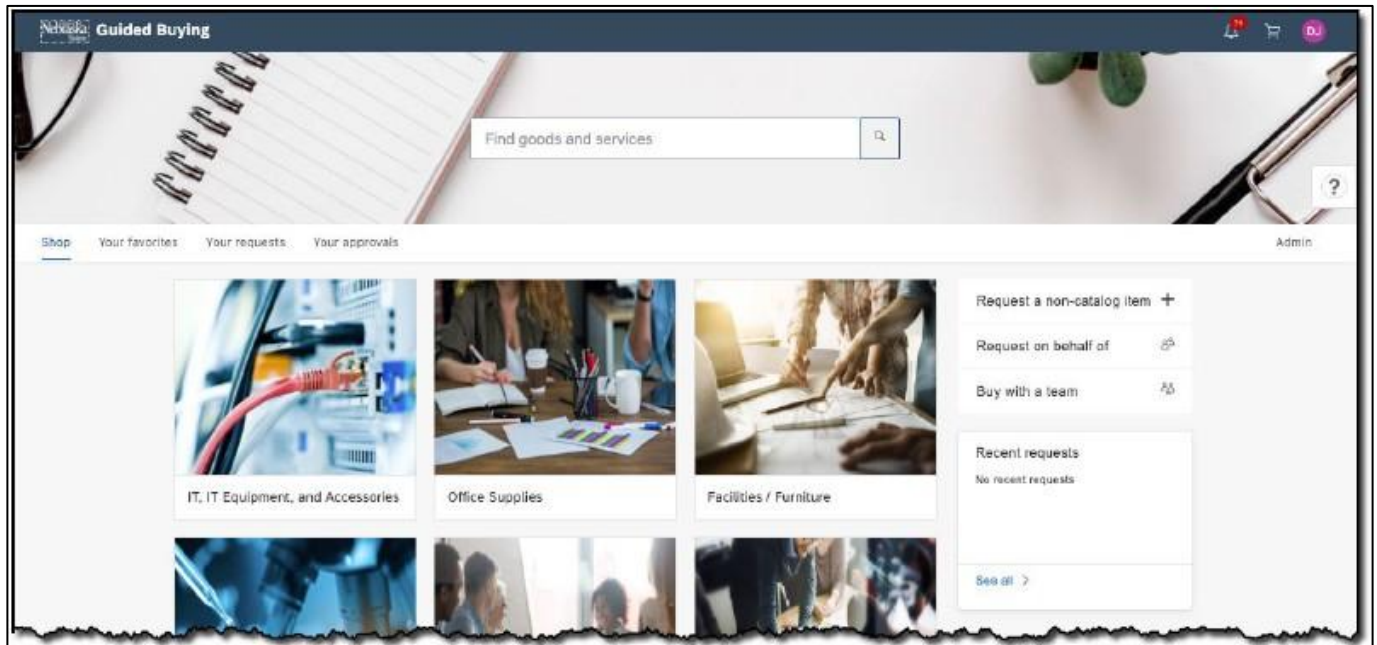 Nebraska Guided Buying
DJ
Find goods and services
?
Shop Your favorites Your requests Your approvals Admin
Request a non-catalog item +
Request on behalf of
Buy with a team
Recent requests
No recent requests
See all >
IT, IT Equipment, and Accessories Office Supplies Facilities / Furniture